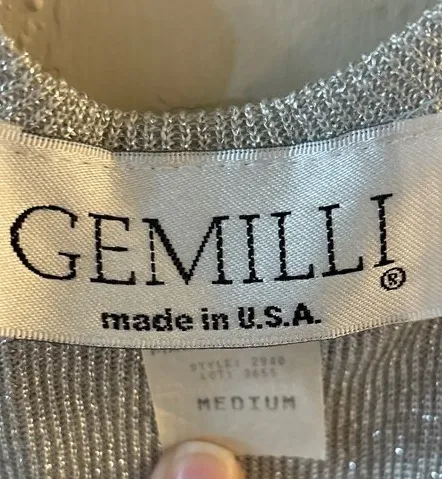 GEMILLI®
made in U.S.A.
STYLE: 2940
LOT: 3655
MEDIUM